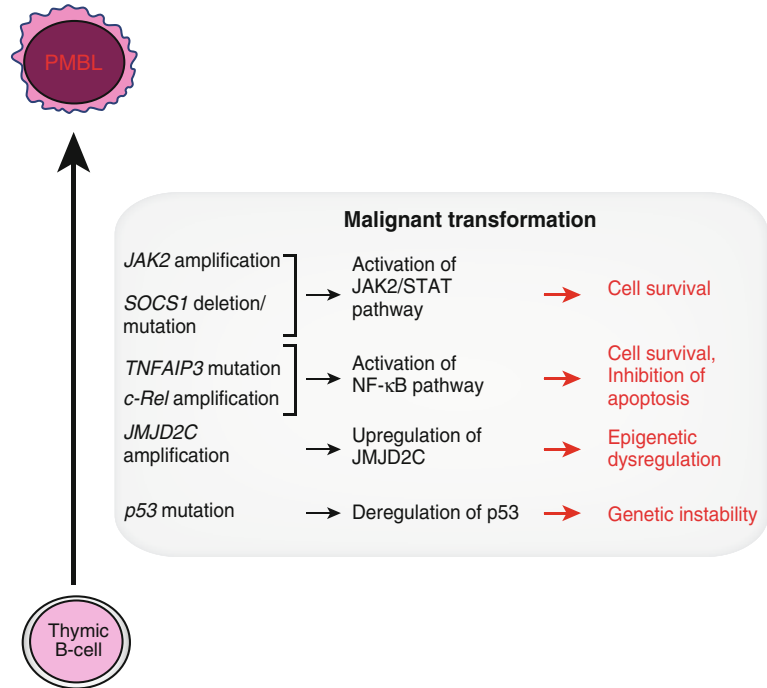 PMBL
Malignant transformation
JAK2 amplification
SOCS1 deletion/
mutation
Activation of
JAK2/STAT
pathway
Cell survival
TNFAIP3 mutation
c-Rel amplification
Activation of
NF-κB pathway
Cell survival,
Inhibition of
apoptosis
JMJD2C
amplification
Upregulation of
JMJD2C
Epigenetic
dysregulation
p53 mutation
Deregulation of p53
Genetic instability
Thymic
B-cell